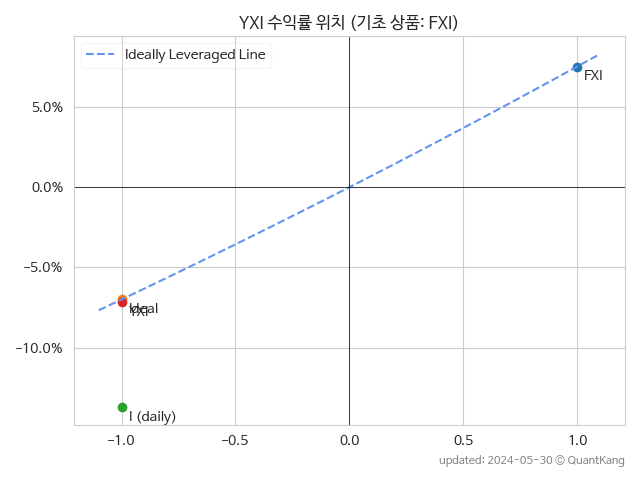 YXI 수익률 위치 (기초 상품: FXI)
Ideally Leveraged Line
FXI
5.0%
0.0%
−5.0%
Ideal
YXI
−10.0%
I (daily)
−1.0
−0.5
0.0
0.5
1.0
updated: 2024-05-30 © QuantKang